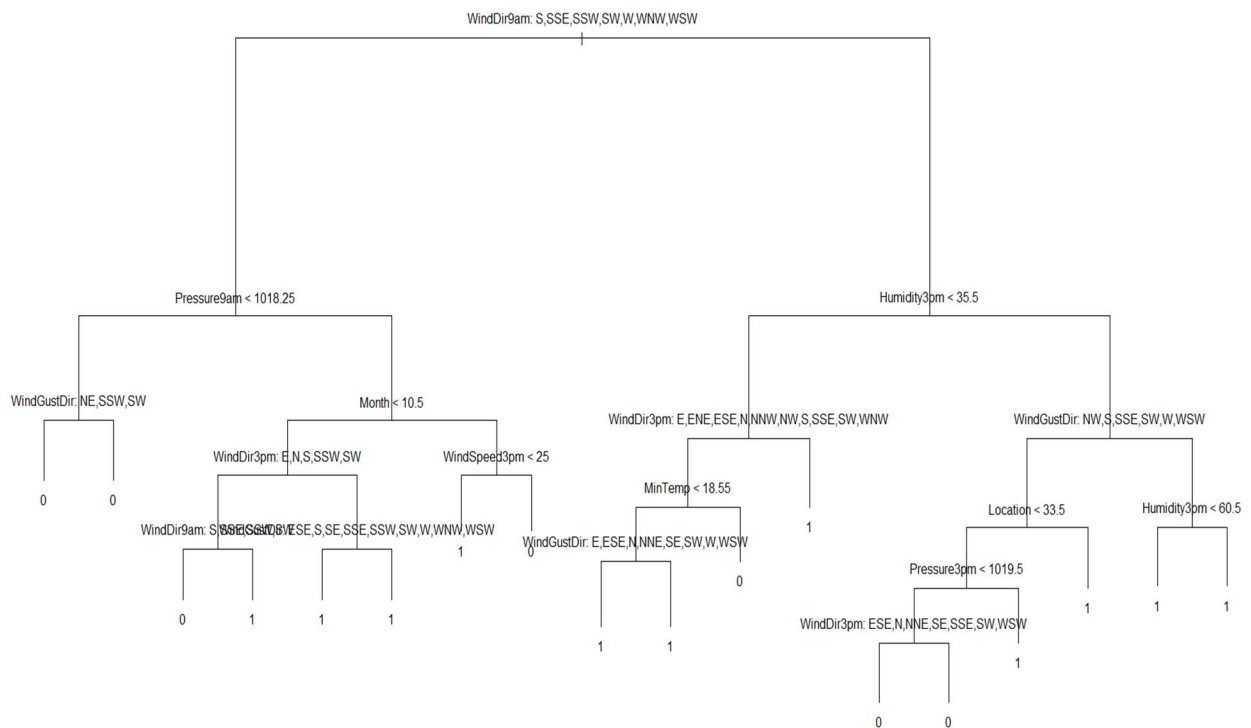 WindDir9am: S,SSE,SSW,SW,W,WNW,WSW
Pressure9am < 1018.25
Humidity3pm < 35.5
WindGustDir: NE,SSW,SW
Month < 10.5
WindDir3pm: E,ENE,ESE,N,NNW,NW,S,SSE,SW,WNW
WindGustDir: NW,S,SSE,SW,W,WSW
WindDir3pm: E,N,S,SSW,SW
WindSpeed3pm < 25
0
0
MinTemp < 18.55
1
Location < 33.5
Humidity3pm < 60.5
WindDir9am:
ESE,S,SE,SSE,SSW,SW,W,WNW,WSW
1
0
WindGustDir: E,ESE,N,NNE,SE,SW,W,WSW
0
Pressure3pm < 1019.5
1
1
1
0
1
1
1
1
1
WindDir3pm: ESE,N,NNE,SE,SSE,SW,WSW
1
0
0